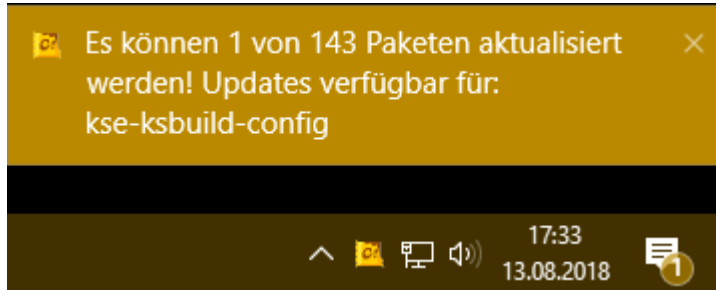 Es können 1 von 143 Paketen aktualisiert
werden! Updates verfügbar für:
kse-ksbuild-config
17:33
13.08.2018
1